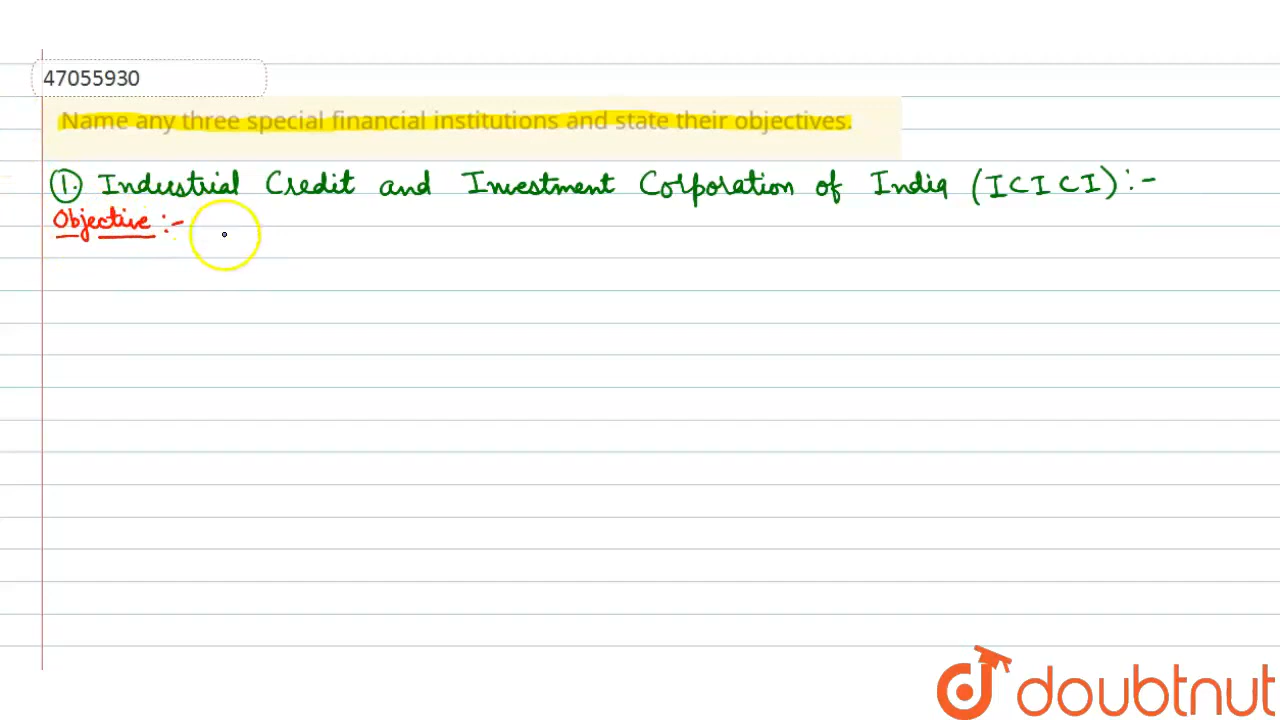 47055930
Name any three special financial institutions and state their objectives.
1. Industrial Credit and Investment Corporation of India (ICICI):-
Objective:-
doubtnut